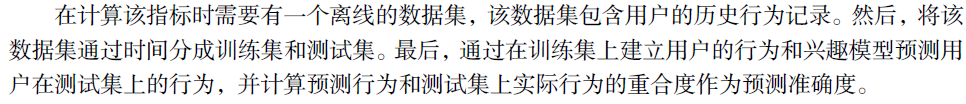 在计算该指标时需要有一个离线的数据集，该数据集包含用户的历史行为记录。然后，将该
数据集通过时间分成训练集和测试集。最后，通过在训练集上建立用户的行为和兴趣模型预测用
户在测试集上的行为，并计算预测行为和测试集上实际行为的重合度作为预测准确度。